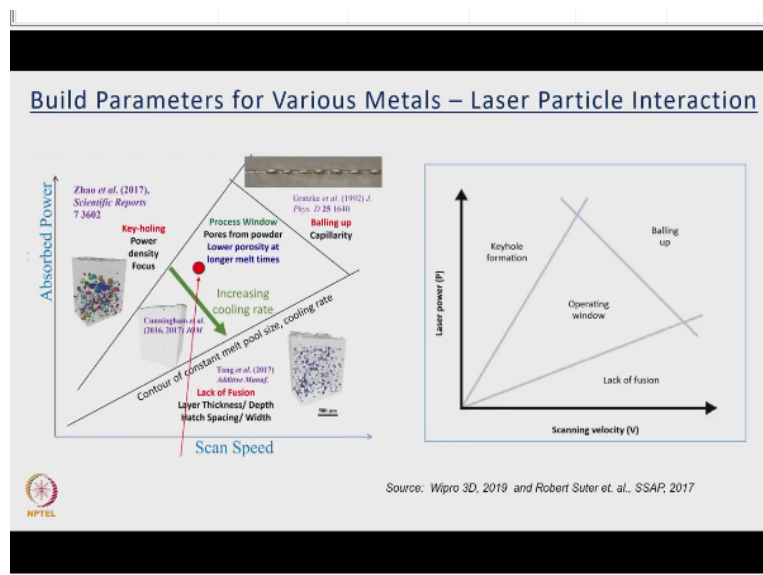 Build Parameters for Various Metals – Laser Particle Interaction
Absorbed Power
Zhao et al. (2017),
Scientific Reports
7 3602
Key-holing
Power
density
Focus
Process Window
Pores from powder
Lower porosity at
longer melt times
Gratzke et al. (1992) J.
Phys. D 25 1640
Balling up
Capillarity
Increasing
cooling rate
Cunningham et al.
(2016, 2017) JOM
Contour of constant melt pool size, cooling rate
Tang et al. (2017)
Additive Manuf.
Lack of Fusion
Layer Thickness/ Depth
Hatch Spacing/ Width
500 μm
Scan Speed
Laser power (P)
Keyhole
formation
Balling
up
Operating
window
Lack of fusion
Scanning velocity (V)
Source: Wipro 3D, 2019 and Robert Suter et. al., SSAP, 2017
NPTEL